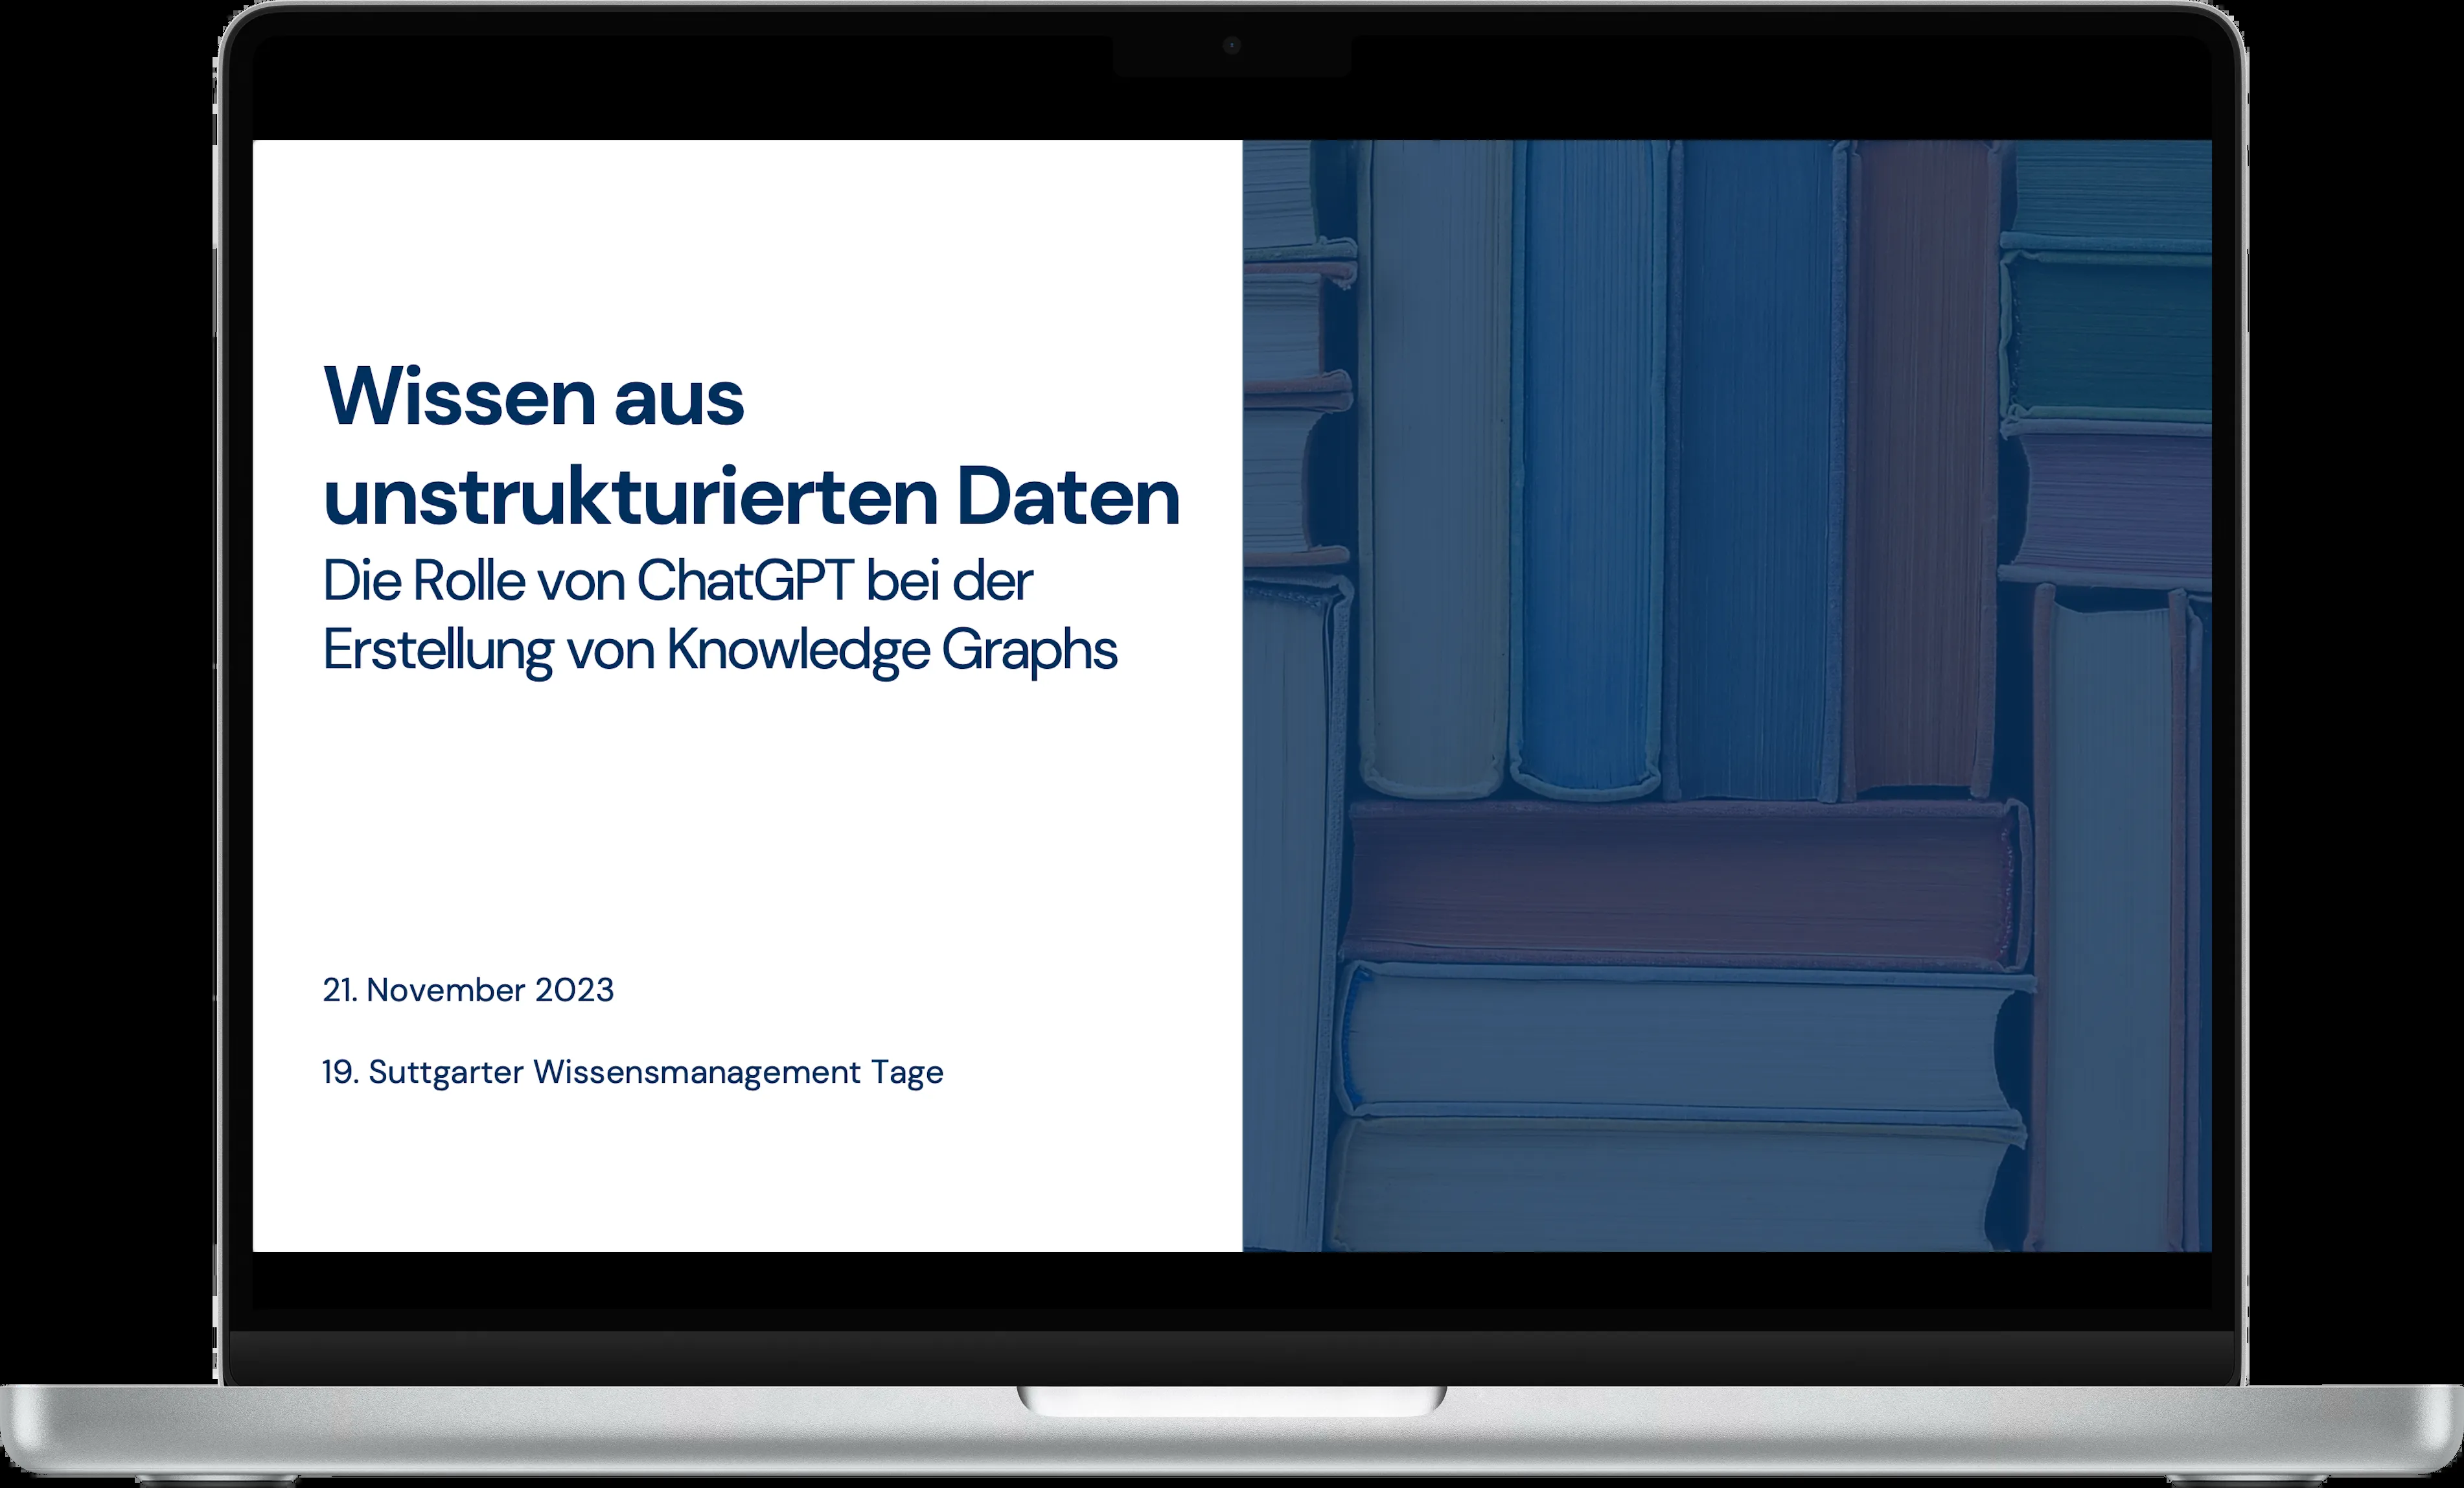 Wissen aus
unstrukturierten Daten
Die Rolle von ChatGPT bei der
Erstellung von Knowledge Graphs
21. November 2023
19. Suttgarter Wissensmanagement Tage